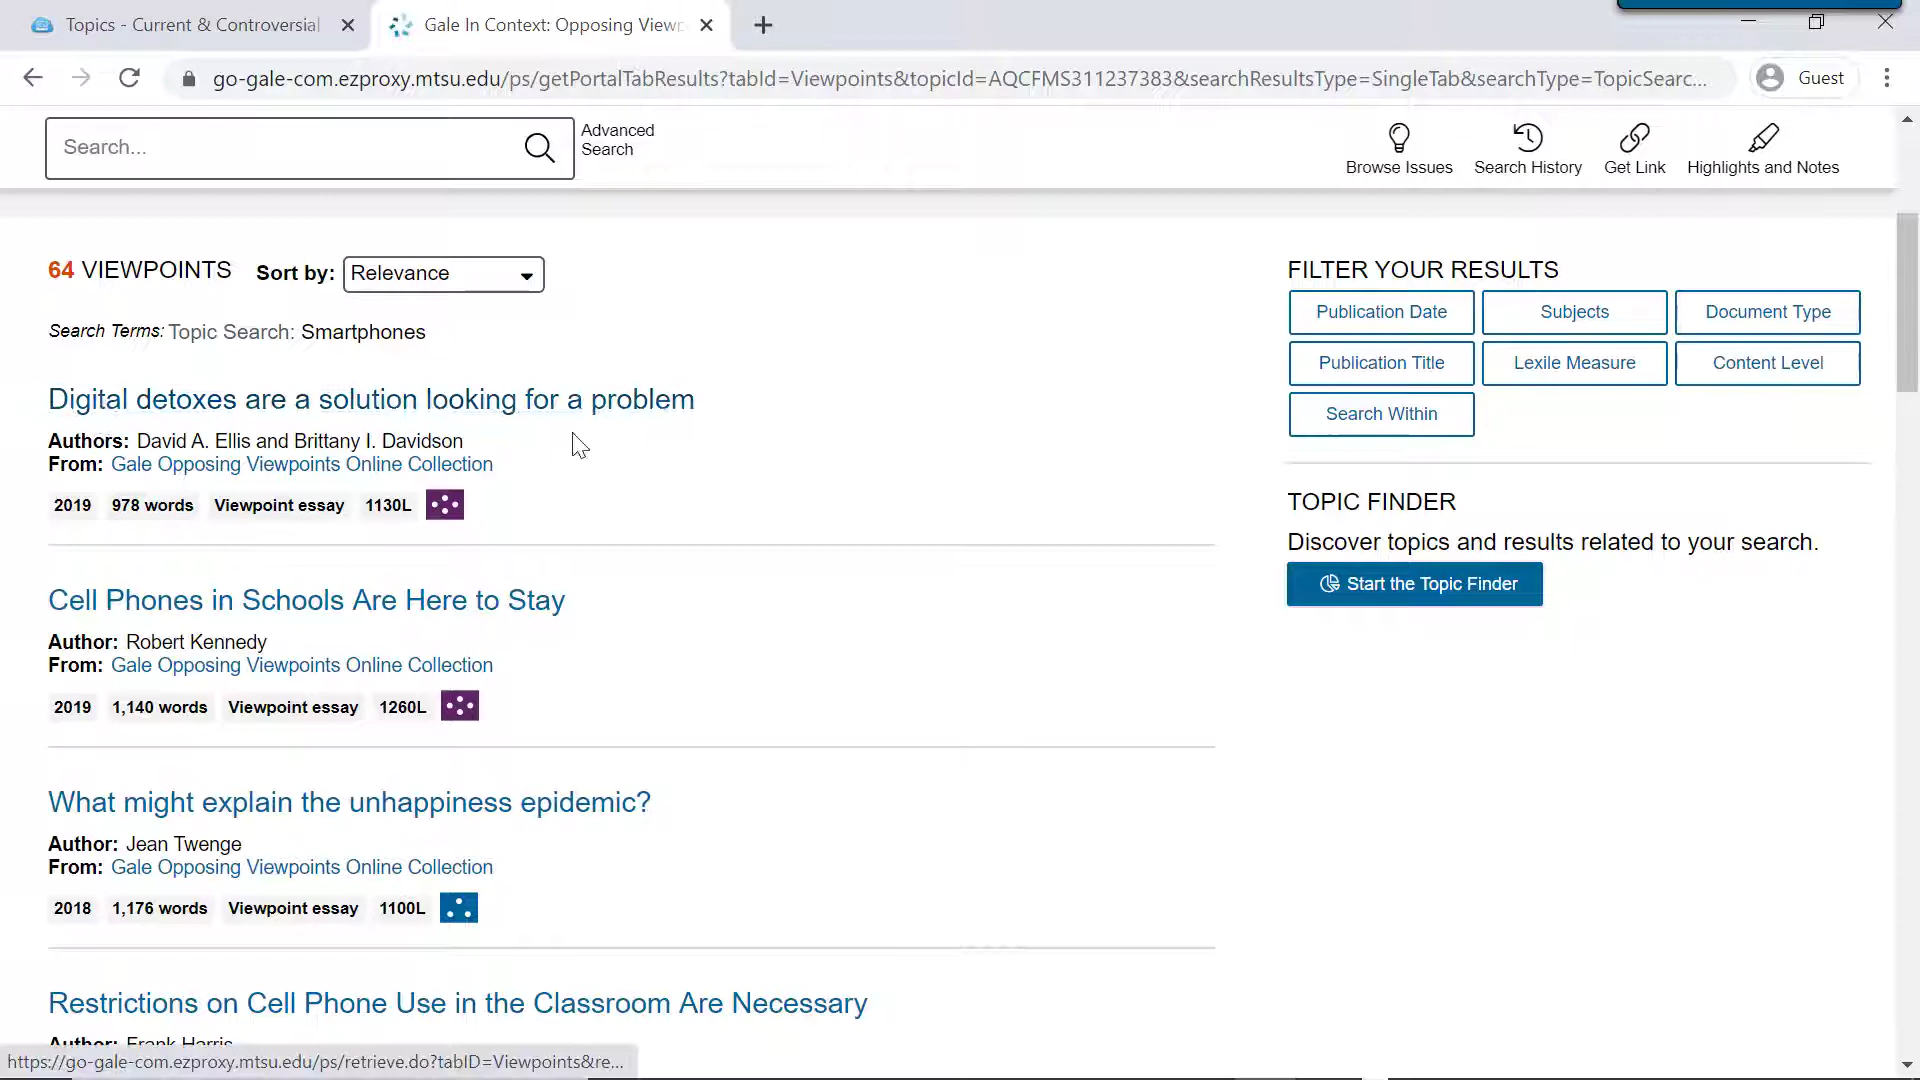 Topics - Current & Controversial
Gale In Context: Opposing Viewp
go-gale-com.ezproxy.mtsu.edu/ps/getPortalTabResults?tabId=Viewpoints&topicId=AQCFMS311237383&searchResultsType=SingleTab&searchType=TopicSearc...
Guest
Search...
Advanced
Search
Browse Issues
Search History
Get Link
Highlights and Notes
64 VIEWPOINTS
Sort by: Relevance
Search Terms: Topic Search: Smartphones
Digital detoxes are a solution looking for a problem
Authors: David A. Ellis and Brittany I. Davidson
From: Gale Opposing Viewpoints Online Collection
2019 978 words Viewpoint essay 1130L
Cell Phones in Schools Are Here to Stay
Author: Robert Kennedy
From: Gale Opposing Viewpoints Online Collection
2019 1,140 words Viewpoint essay 1260L
What might explain the unhappiness epidemic?
Author: Jean Twenge
From: Gale Opposing Viewpoints Online Collection
2018 1,176 words Viewpoint essay 1100L
Restrictions on Cell Phone Use in the Classroom Are Necessary
Author: Frank Harris
https://go-gale-com.ezproxy.mtsu.edu/ps/retrieve.do?tabID=Viewpoints&re...
FILTER YOUR RESULTS
Publication Date
Subjects
Document Type
Publication Title
Lexile Measure
Content Level
Search Within
TOPIC FINDER
Discover topics and results related to your search.
Start the Topic Finder